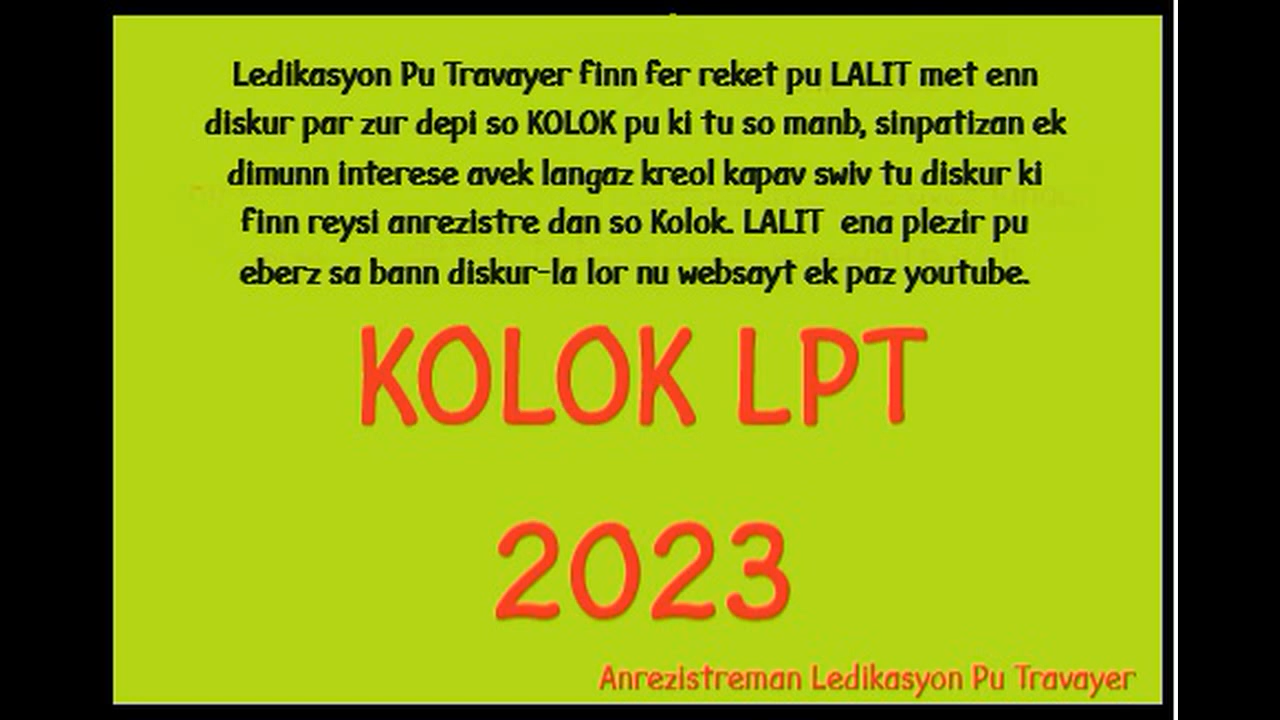 Ledikasyon Pu Travayer finn fer reket pu LALIT met enn
diskur par zur depi so KOLOK pu ki tu so manb, sinpatizan ek
dimunn interese avek langaz kreol kapav swiv tu diskur ki
finn reysi anrezistre dan so Kolok. LALIT ena plezir pu
eberz sa bann diskur-la lor nu websayt ek paz youtube.
KOLOK LPT
2023
Anrezistreman Ledikasyon Pu Travayer